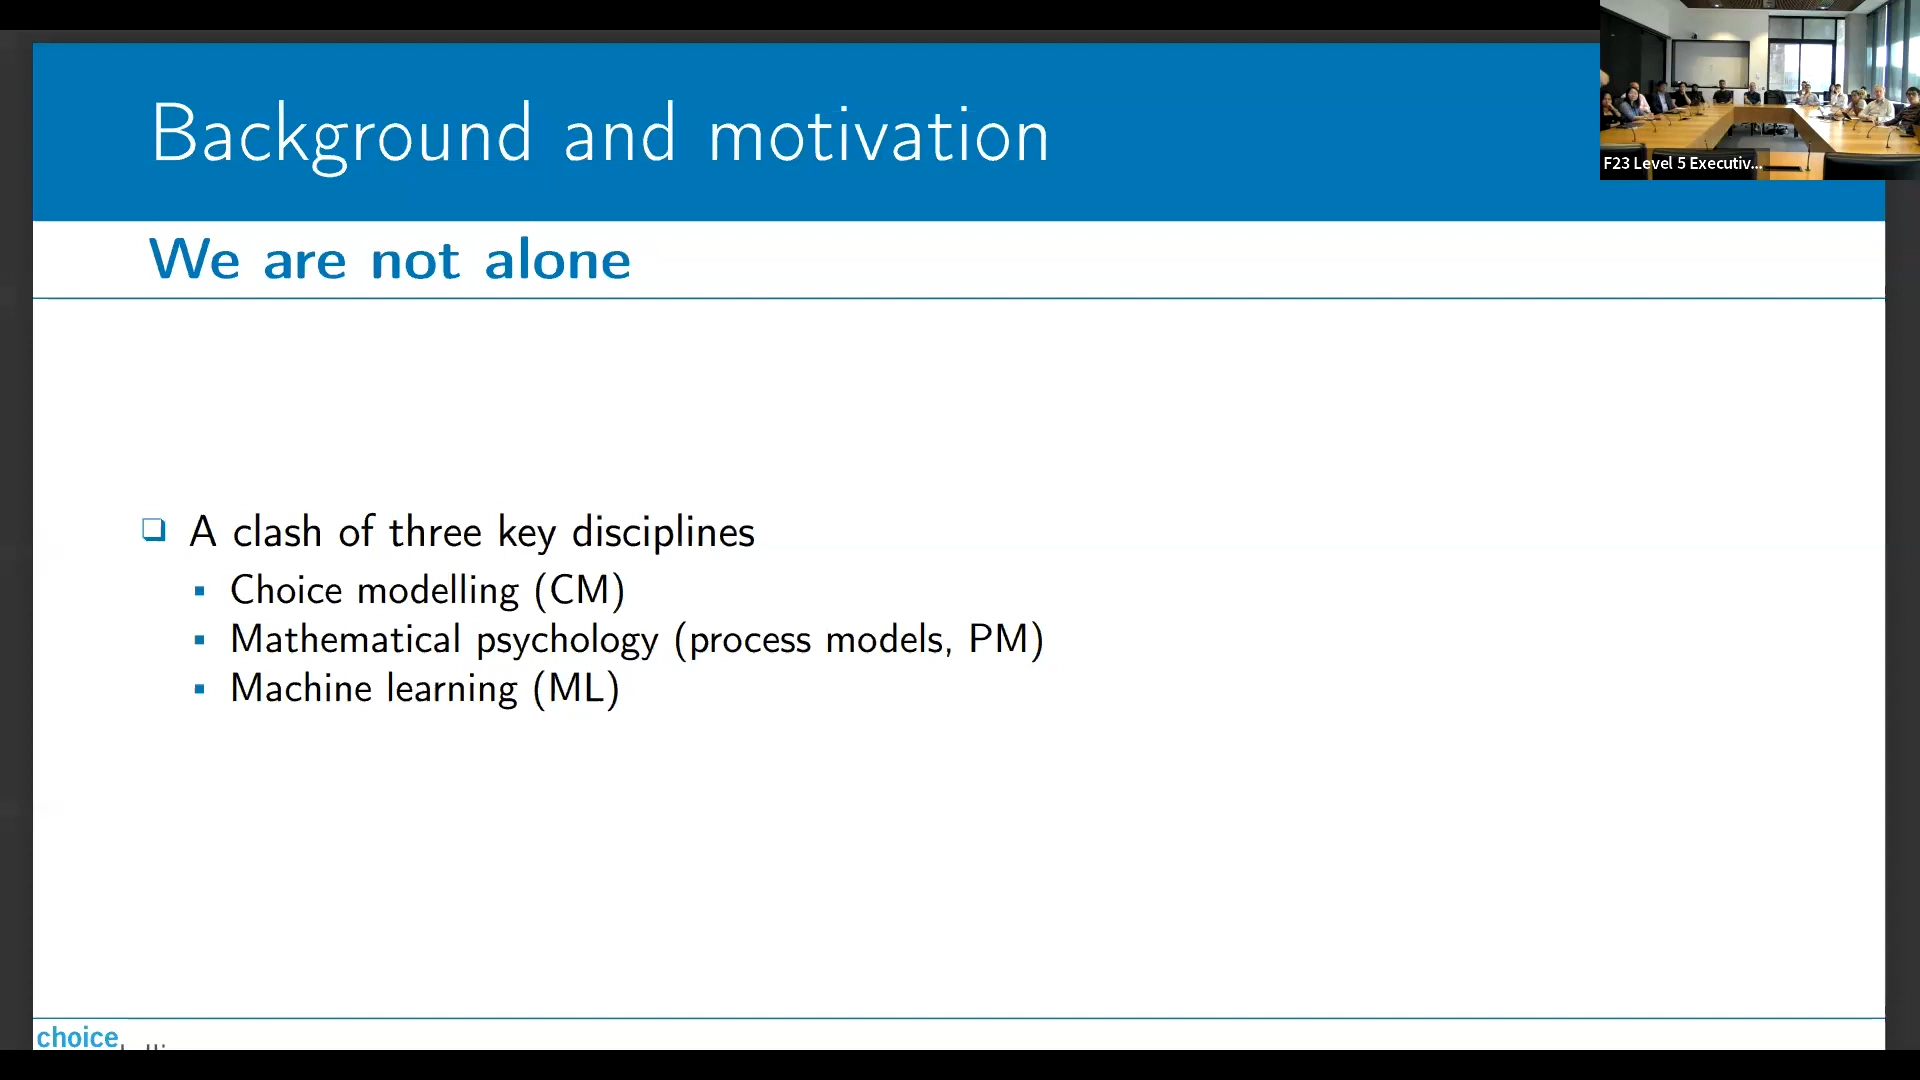 Background and motivation
F23 Level 5 Executiv...
We are not alone
A clash of three key disciplines
Choice modelling (CM)
Mathematical psychology (process models, PM)
Machine learning (ML)
choice